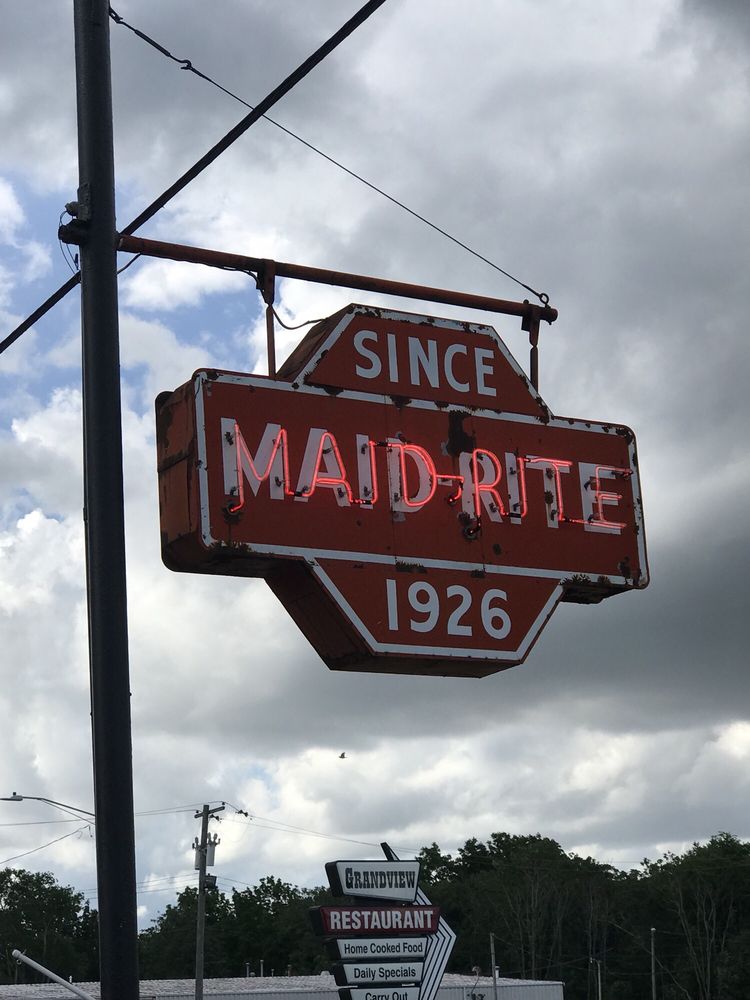 SINCE
MAID-RITE
1926
GRANDVIEW
RESTAURANT
Home Cooked Food
Daily Specials
Carry Out